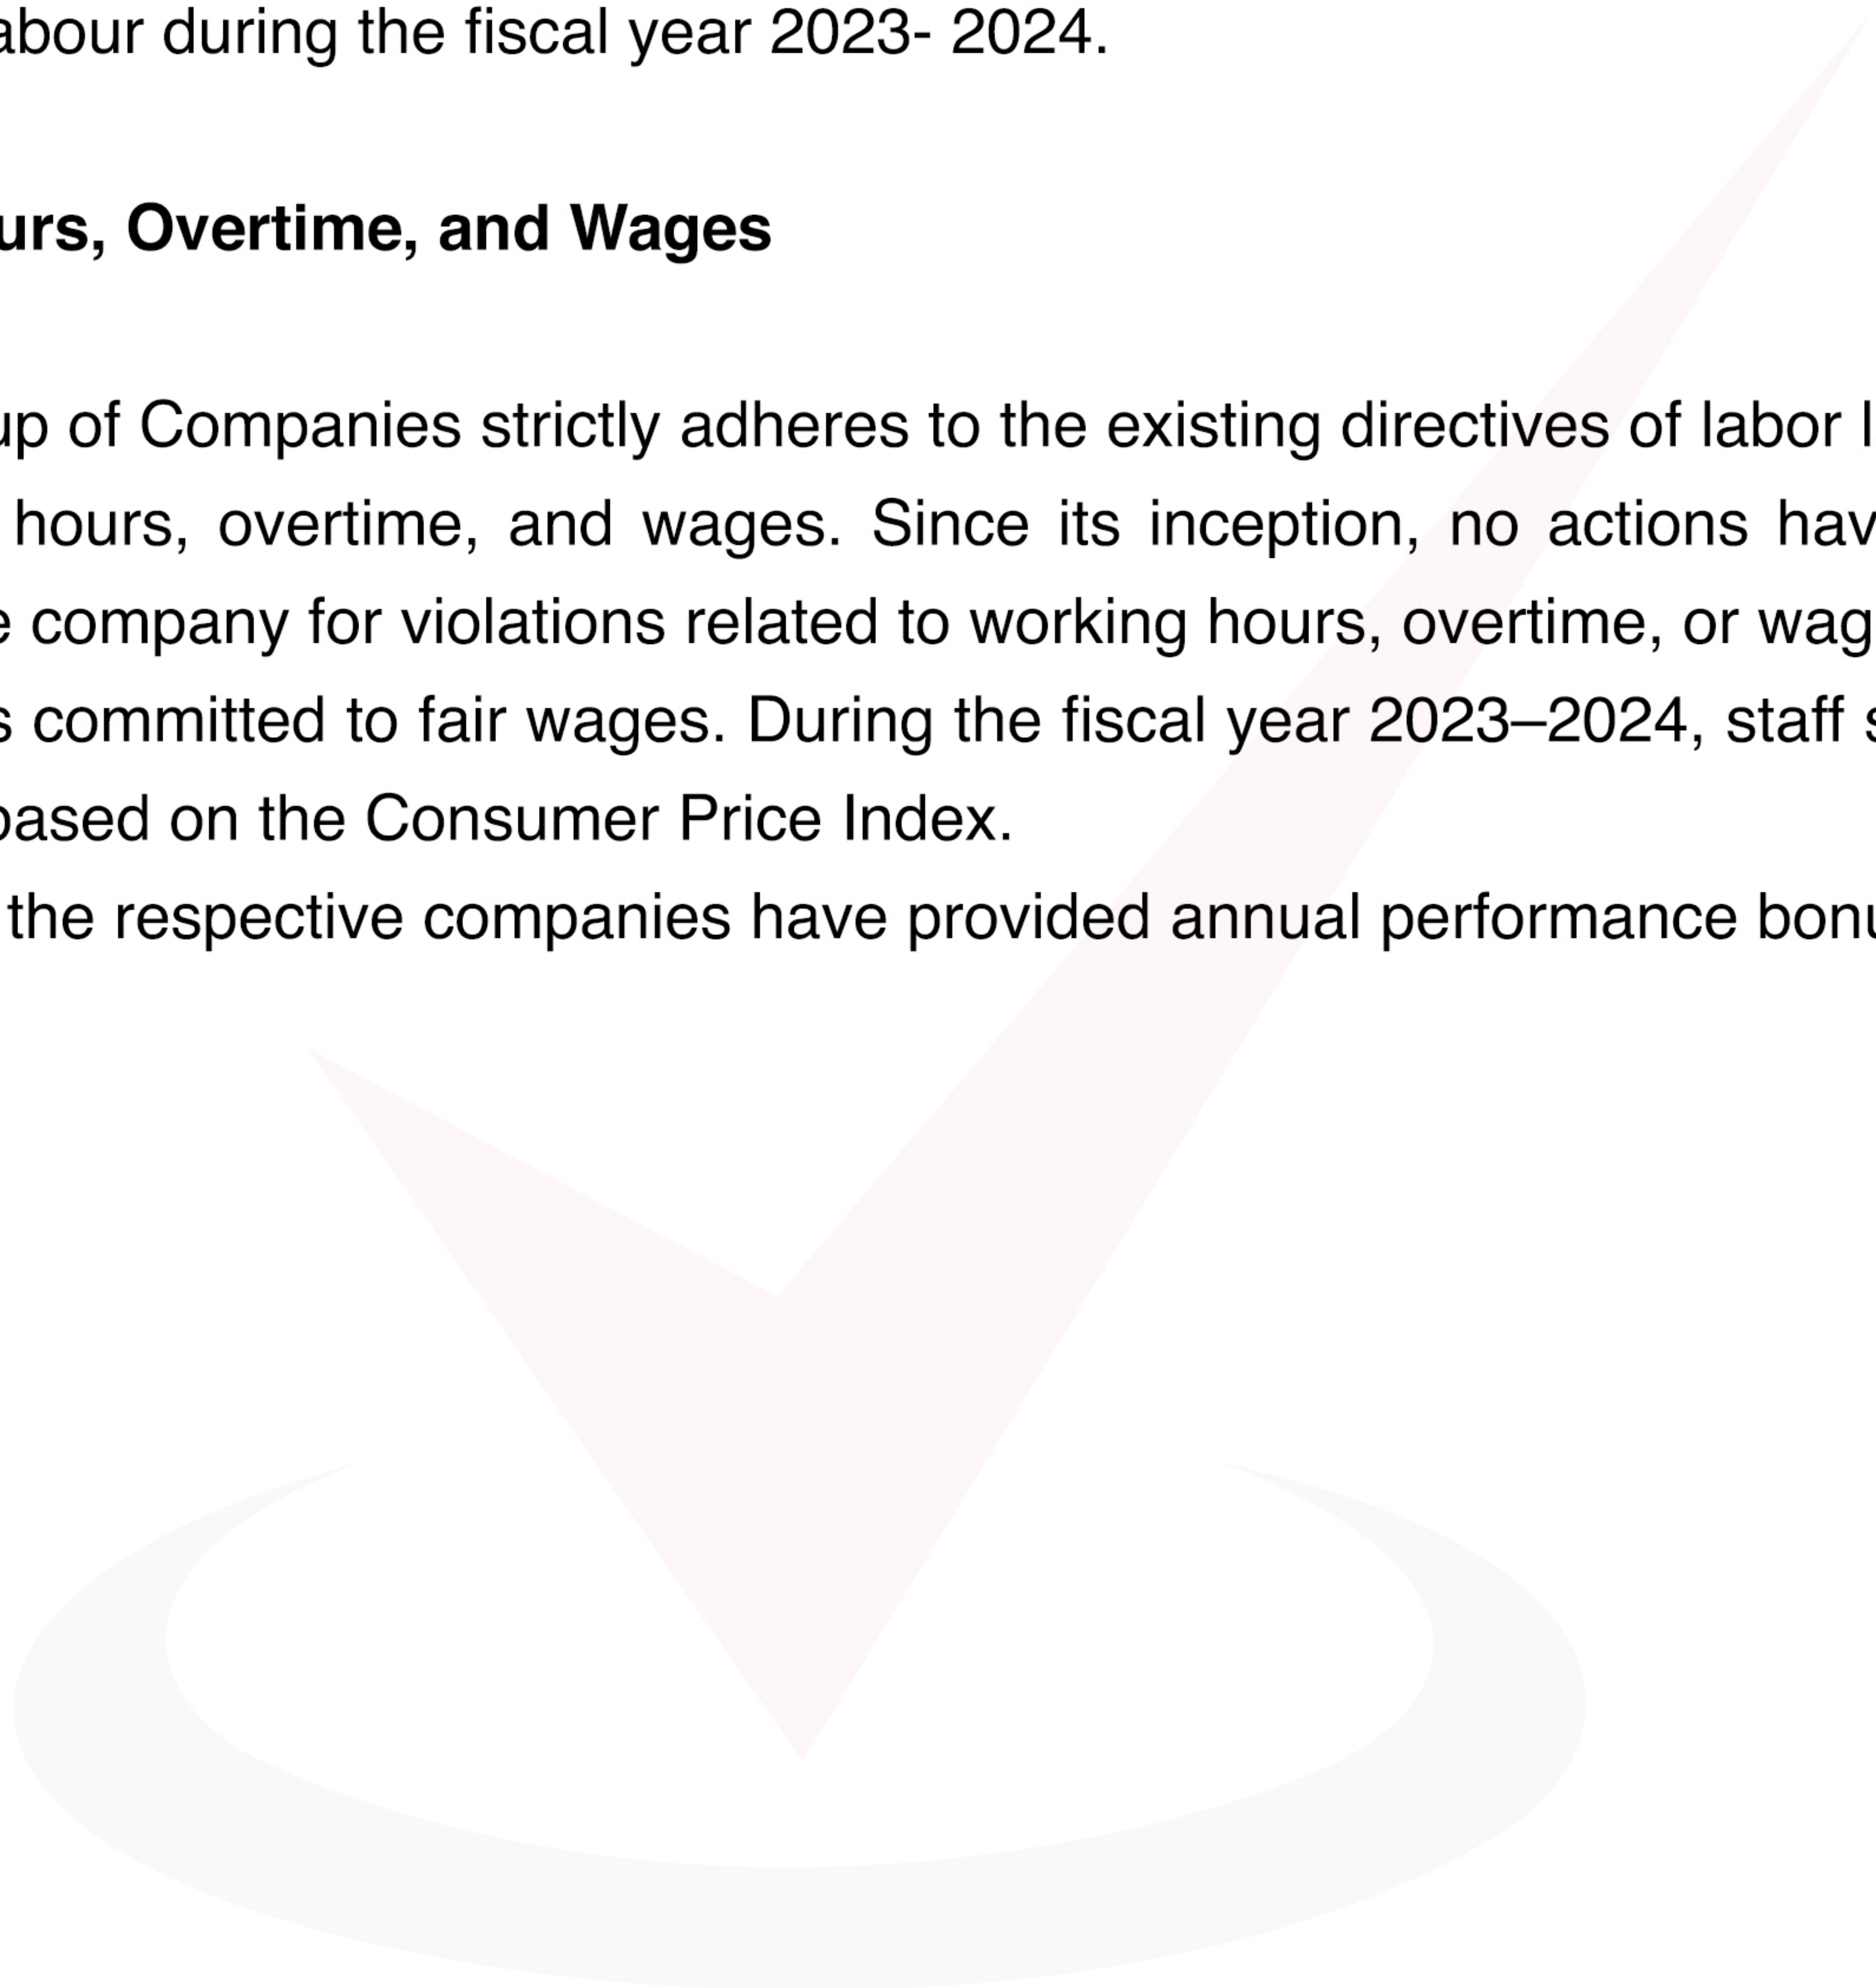 abour during the fiscal year 2023- 2024.
urs, Overtime, and Wages
up of Companies strictly adheres to the existing directives of labor l
hours, overtime, and wages. Since its inception, no actions hav
e company for violations related to working hours, overtime, or wag
s committed to fair wages. During the fiscal year 2023–2024, staff s
based on the Consumer Price Index.
the respective companies have provided annual performance bonu